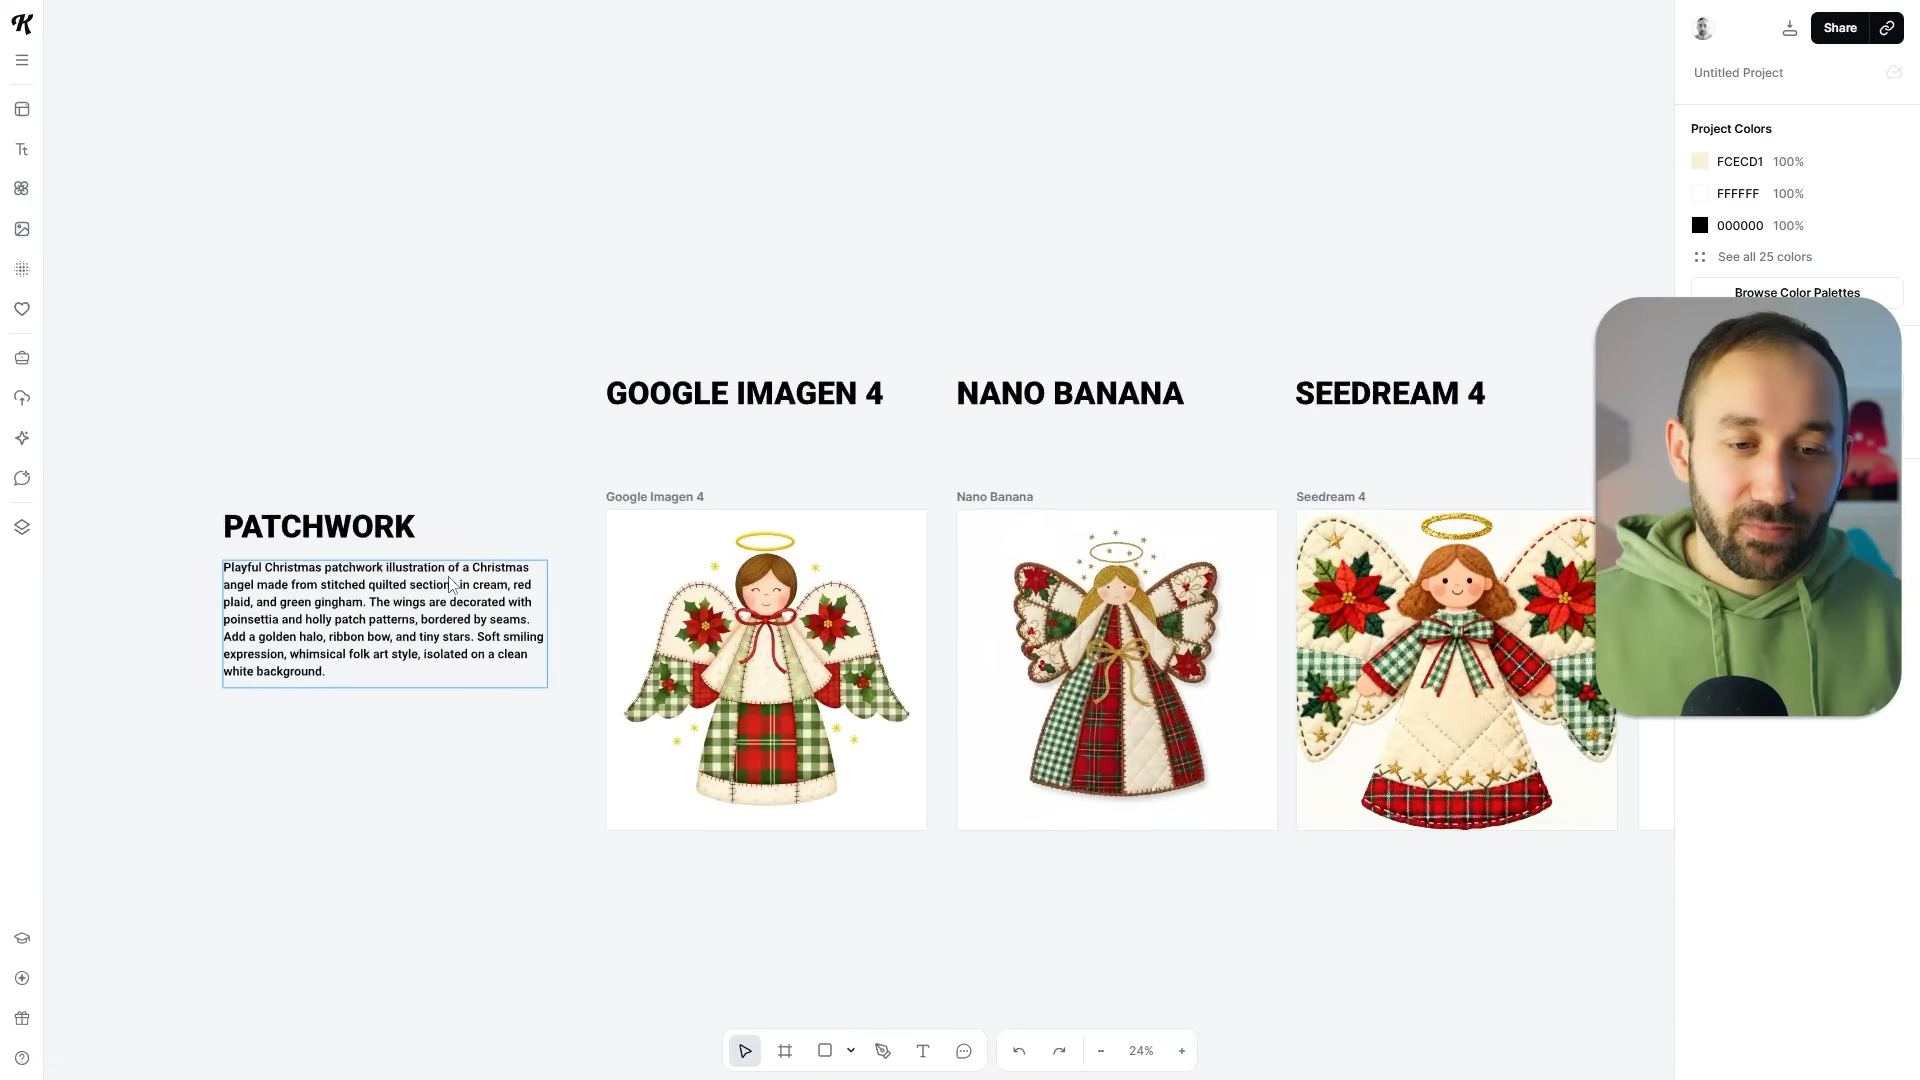 K
Share
Untitled Project
Tt
Project Colors
FCECD1 100%
FFFFFF 100%
000000 100%
See all 25 colors
Browse Color Palettes
GOOGLE IMAGEN 4
NANO BANANA
SEEDREAM 4
Google Imagen 4
Nano Banana
Seedream 4
PATCHWORK
Playful Christmas patchwork illustration of a Christmas
angel made from stitched quilted sections in cream, red
plaid, and green gingham. The wings are decorated with
poinsettia and holly patch patterns, bordered by seams.
Add a golden halo, ribbon bow, and tiny stars. Soft smiling
expression, whimsical folk art style, isolated on a clean
white background.
24%